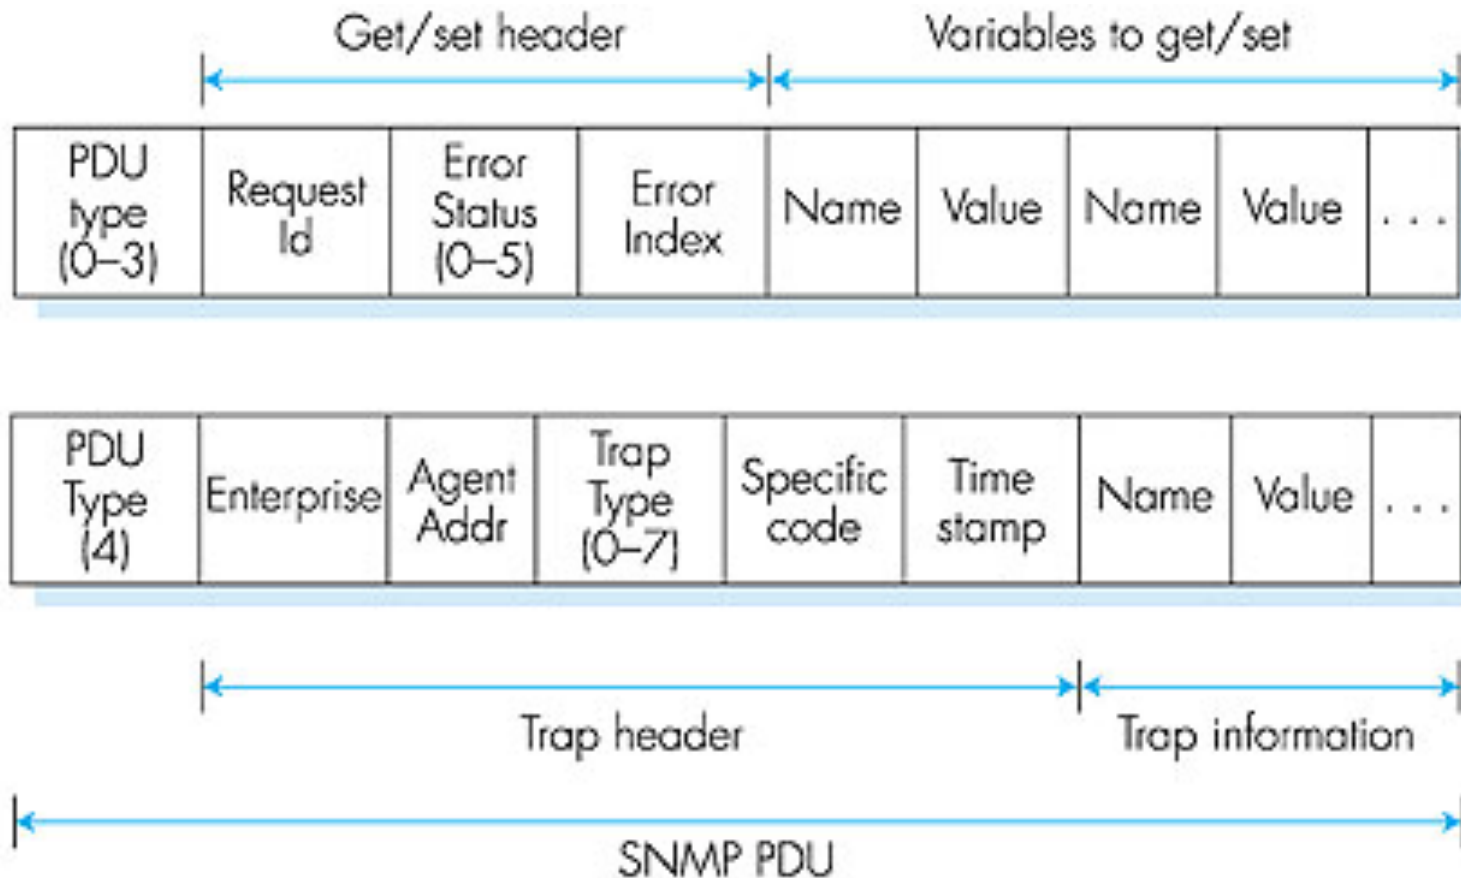 Get/set header
Variables to get/set
PDU
type
(0–3)
Request
Id
Error
Status
(0–5)
Error
Index
Name
Value
Name
Value
. . .
PDU
Type
(4)
Enterprise
Agent
Addr
Trap
Type
(0–7)
Specific
code
Time
stamp
Name
Value
. . .
Trap header
Trap information
SNMP PDU